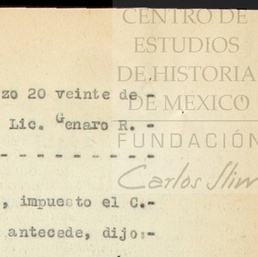 CENTRO DE
ESTUDIOS
DE HISTORIA
DE MEXICO
FUNDACIÓN
Carlos Slim
zo 20 veinte de -
Lic. Genaro R. -
- - - - - - - - - - - -
, impuesto el C.-
antecede, dijo:-